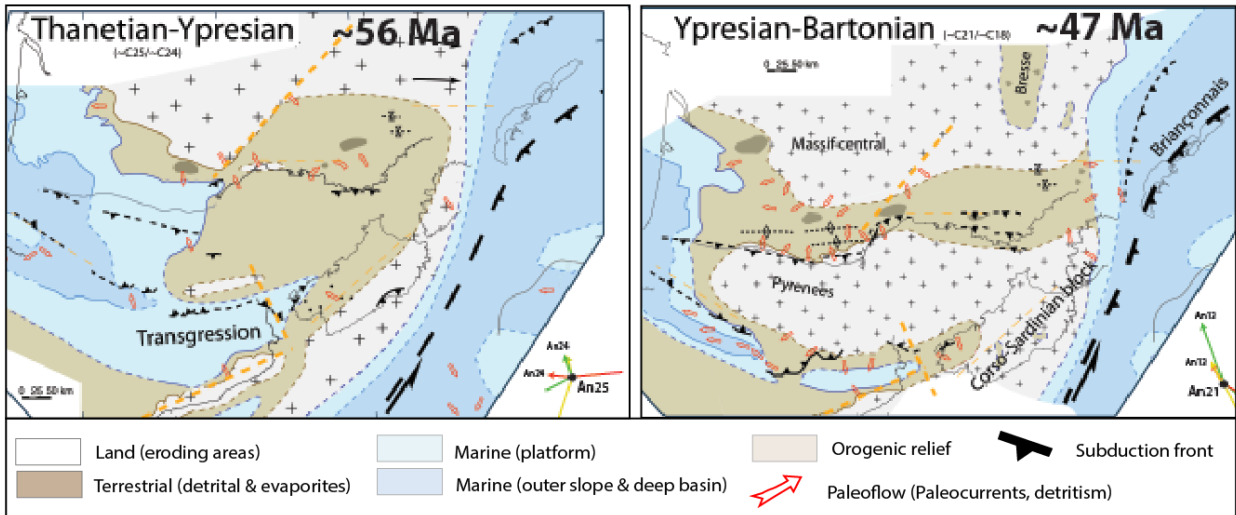 Thanetian-Ypresian ~56 Ma
(~C25/~C24)
Transgression
0 25 50 km
An24
An24
An25
Ypresian-Bartonian (~C21/~C18) ~47 Ma
0 25 50 km
Bresse
Massif-central
Briançonnais
Pyrenees
Corso-Sardinian block
An13
An13
An21
Land (eroding areas)
Terrestrial (detrital & evaporites)
Marine (platform)
Marine (outer slope & deep basin)
Orogenic relief
Paleoflow (Paleocurrents, detritism)
Subduction front